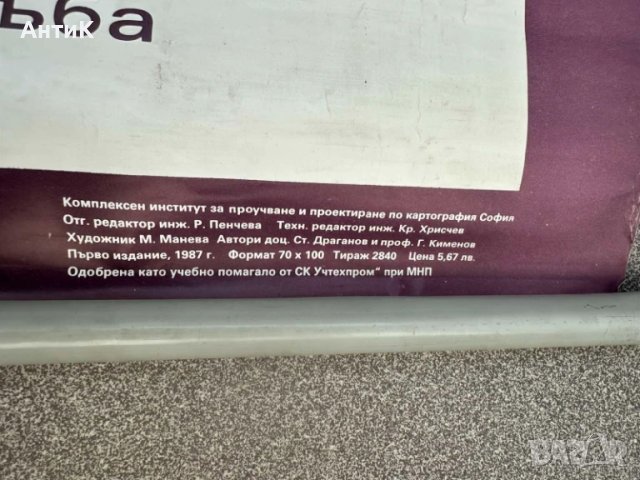 АнтиК
ъба
Комплексен институт за проучване и проектиране по картография София
Отг. редактор инж. Р. Пенчева Техн. редактор инж. Кр. Хрисчев
Художник М. Манева Автори доц. Ст. Драганов и проф. Г. Кименов
Първо издание, 1987 г. Формат 70 x 100 Тираж 2840 Цена 5,67 лв.
Одобрена като учебно помагало от СК Учтехпром" при МНП
BAZAR